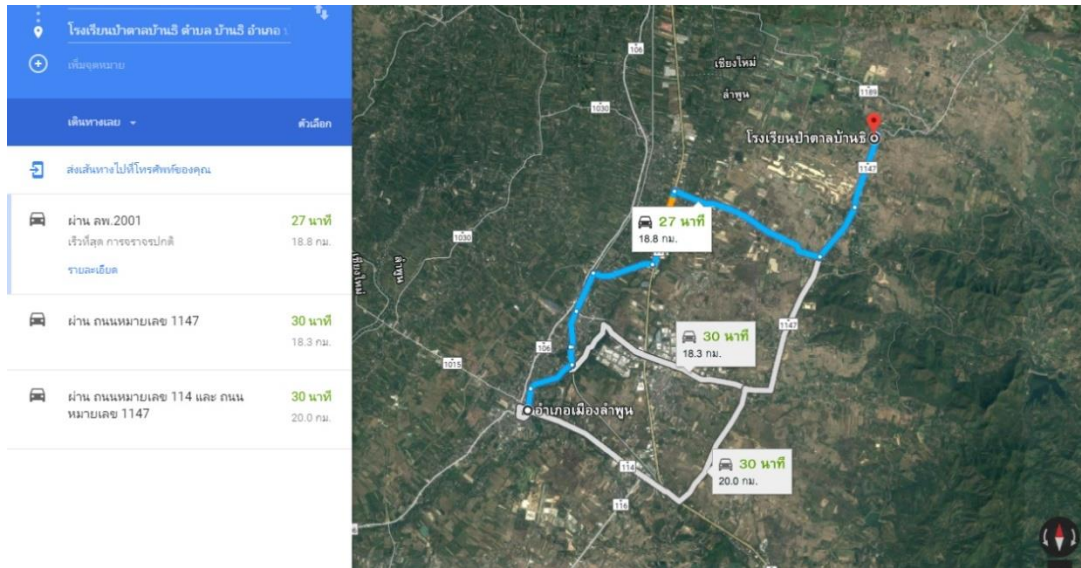 โรงเรียนป่าตาลบ้านธิ ตำบล บ้านธิ อำเภอ
เพิ่มจุดหมาย
เดินทางเลย
ตัวเลือก
ส่งเส้นทางไปที่โทรศัพท์ของคุณ
ผ่าน ลพ.2001
27 นาที
เร็วที่สุด การจราจรปกติ
18.8 กม.
รายละเอียด
ผ่าน ถนนหมายเลข 1147
30 นาที
18.3 กม.
ผ่าน ถนนหมายเลข 114 และ ถนน
หมายเลข 1147
30 นาที
20.0 กม.
106
เชียงใหม่
ลำพูน
1189
1030
โรงเรียนป่าตาลบ้านธิ
1147
27 นาที
18.8 กม.
1030
ลำพูน
เชียงใหม่
1147
30 นาที
18.3 กม.
106
1015
อำเภอเมืองลำพูน
114
30 นาที
20.0 กม.
116